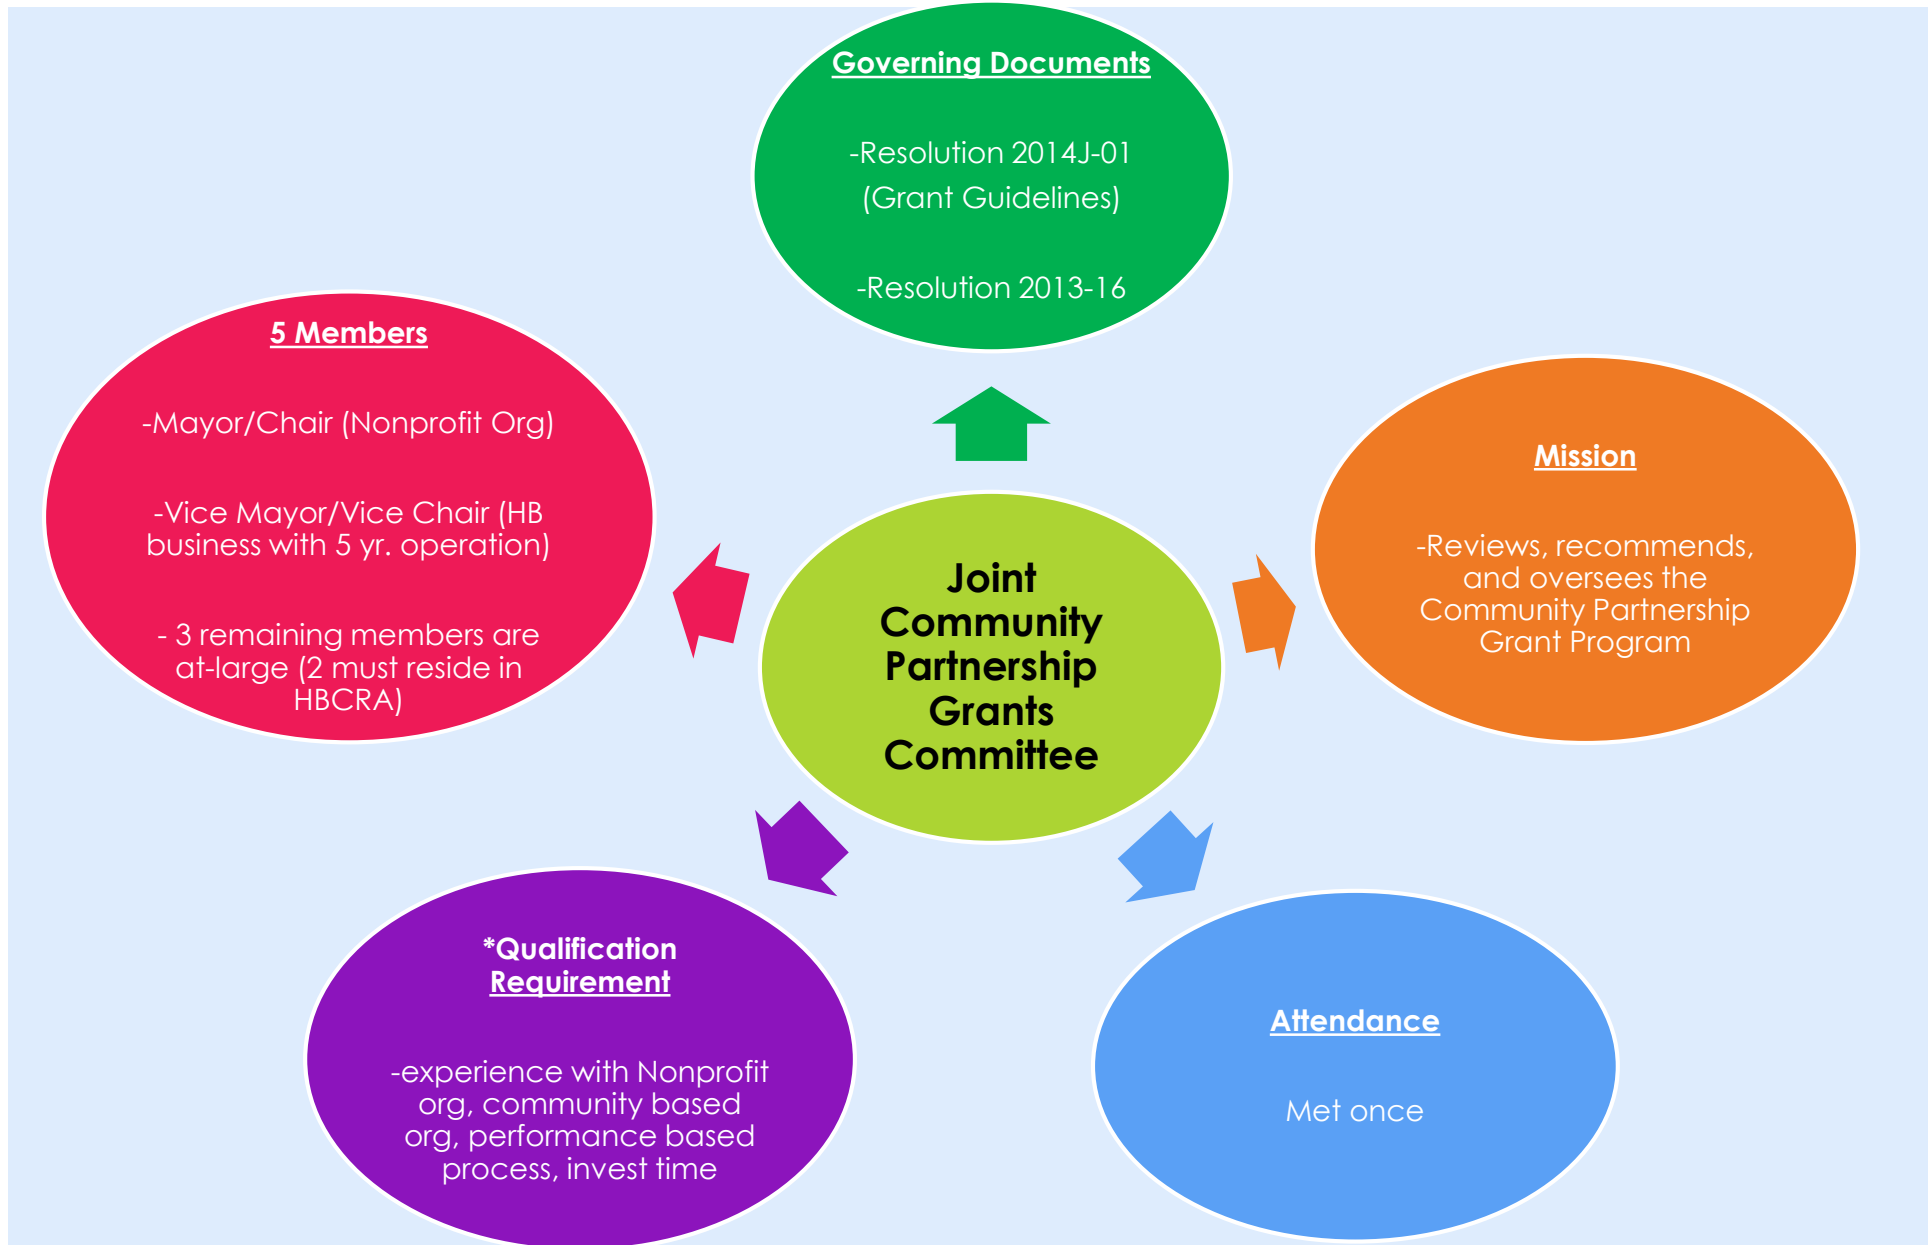 Governing Documents
-Resolution 2014J-01
(Grant Guidelines)
-Resolution 2013-16
5 Members
-Mayor/Chair (Nonprofit Org)
-Vice Mayor/Vice Chair (HB
business with 5 yr. operation)
- 3 remaining members are
at-large (2 must reside in
HBCRA)
Mission
-Reviews, recommends,
and oversees the
Community Partnership
Grant Program
Joint
Community
Partnership
Grants
Committee
*Qualification
Requirement
-experience with Nonprofit
org, community based
org, performance based
process, invest time
Attendance
Met once